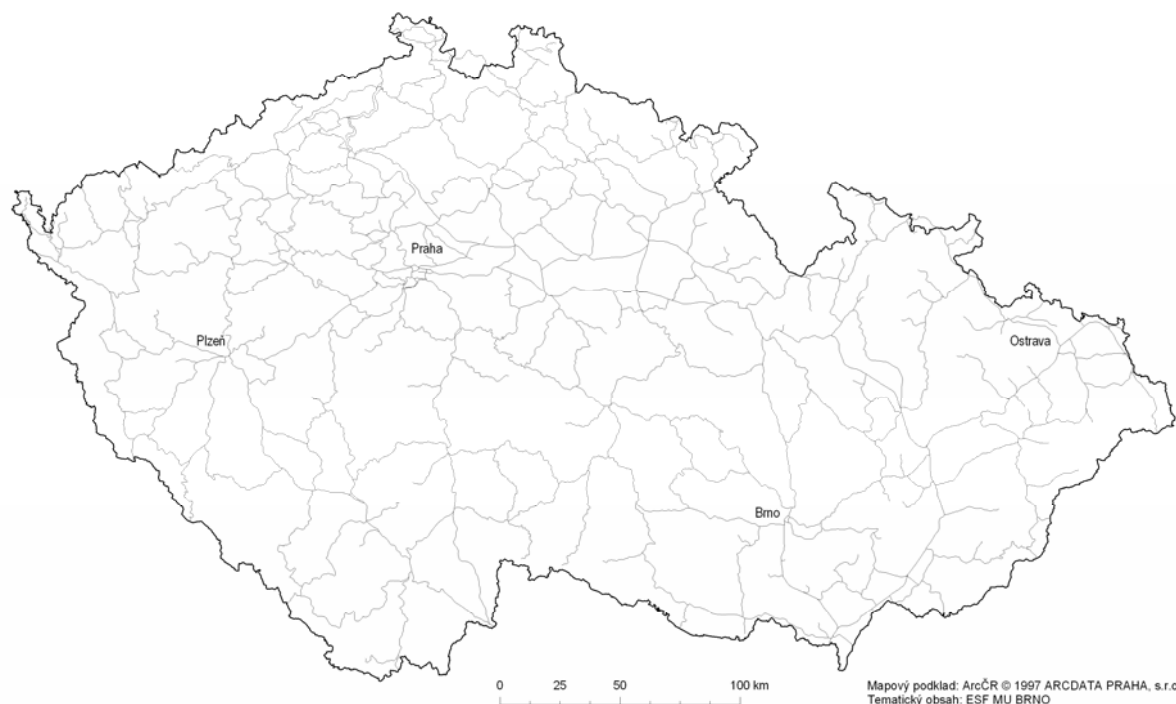 Praha
Plzeň
Ostrava
Brno
0 25 50 100 km
Mapový podklad: ArcČR © 1997 ARCDATA PRAHA, s.r.o
Tematický obsah: ESF MU BRNO